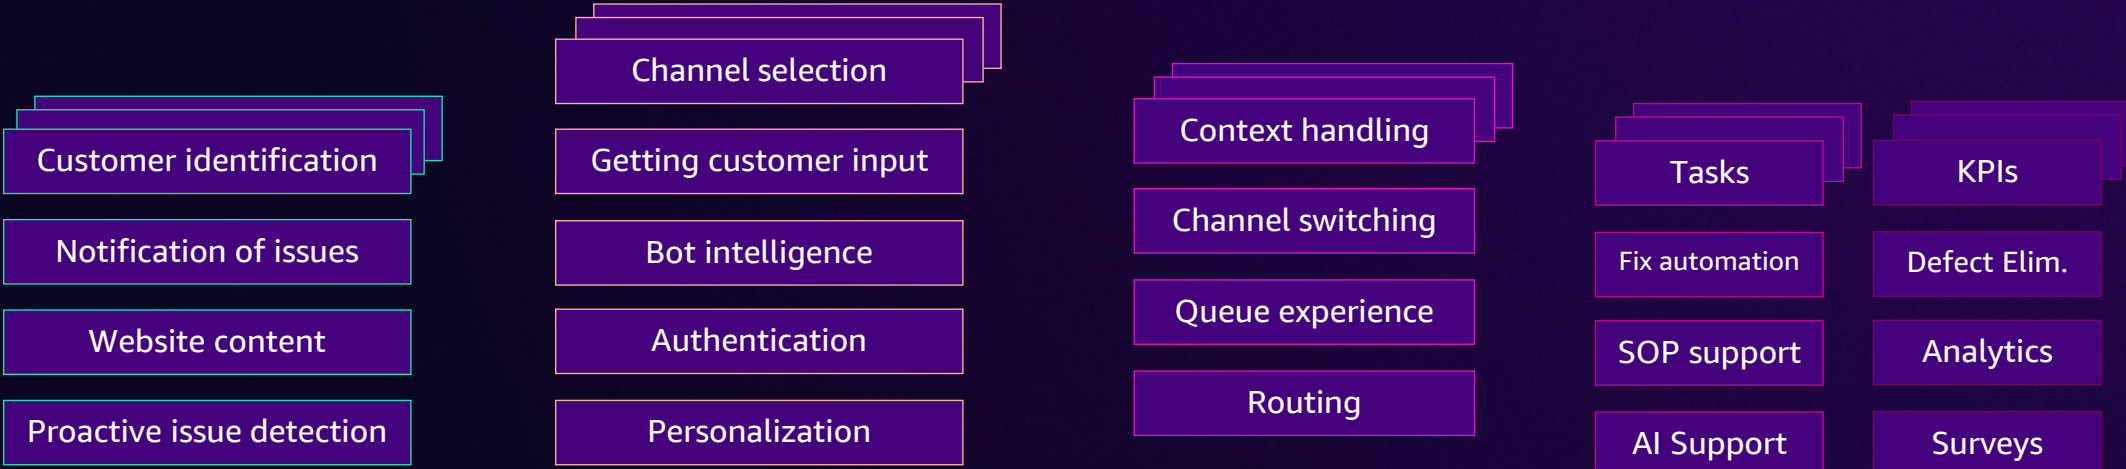 Customer identification
Notification of issues
Website content
Proactive issue detection
Channel selection
Getting customer input
Bot intelligence
Authentication
Personalization
Context handling
Channel switching
Queue experience
Routing
Tasks
Fix automation
SOP support
AI Support
KPIs
Defect Elim.
Analytics
Surveys